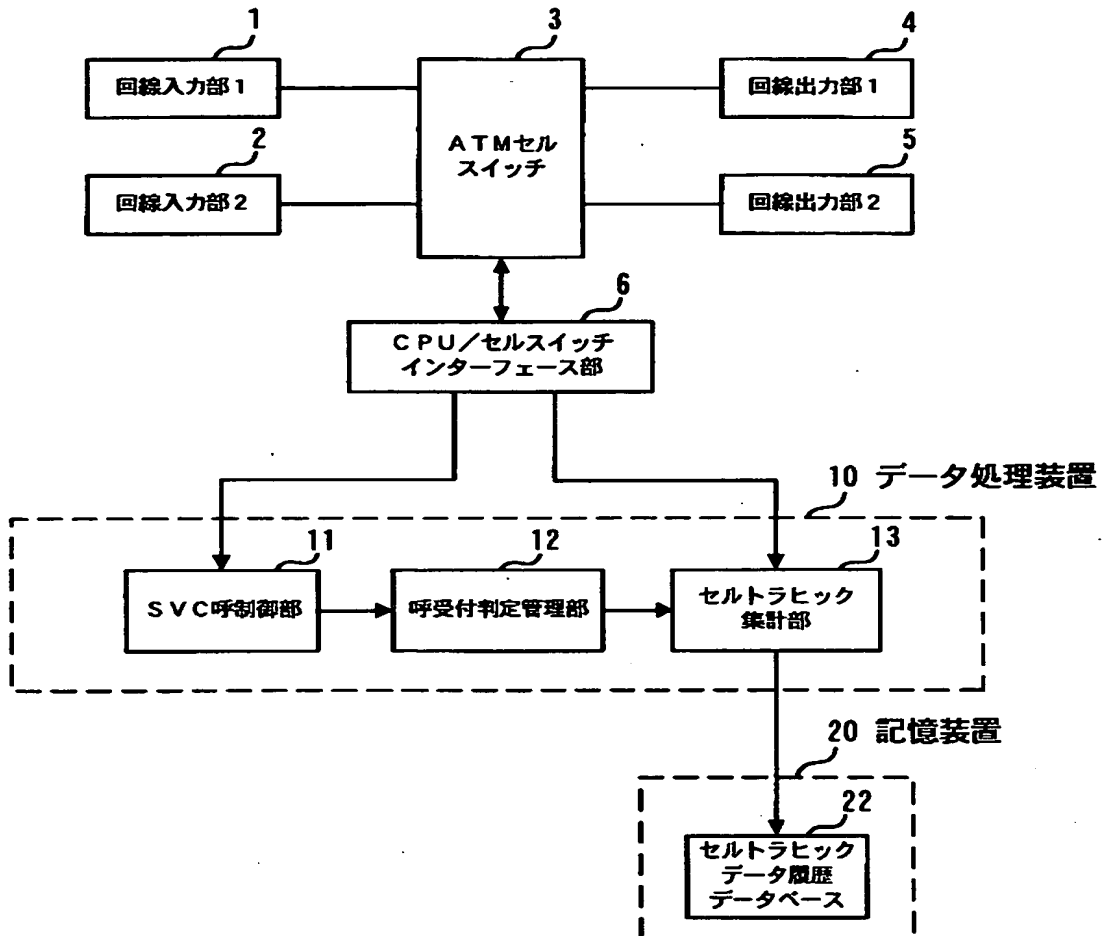 1
3
4
回線入力部1
ATMセル
スイッチ
回線出力部1
2
5
回線入力部2
回線出力部2
6
CPU/セルスイッチ
インターフェース部
10 データ処理装置
11
12
13
SVC呼制御部
呼受付判定管理部
セルトラヒック
集計部
20 記憶装置
22
セルトラヒック
データ履歴
データベース